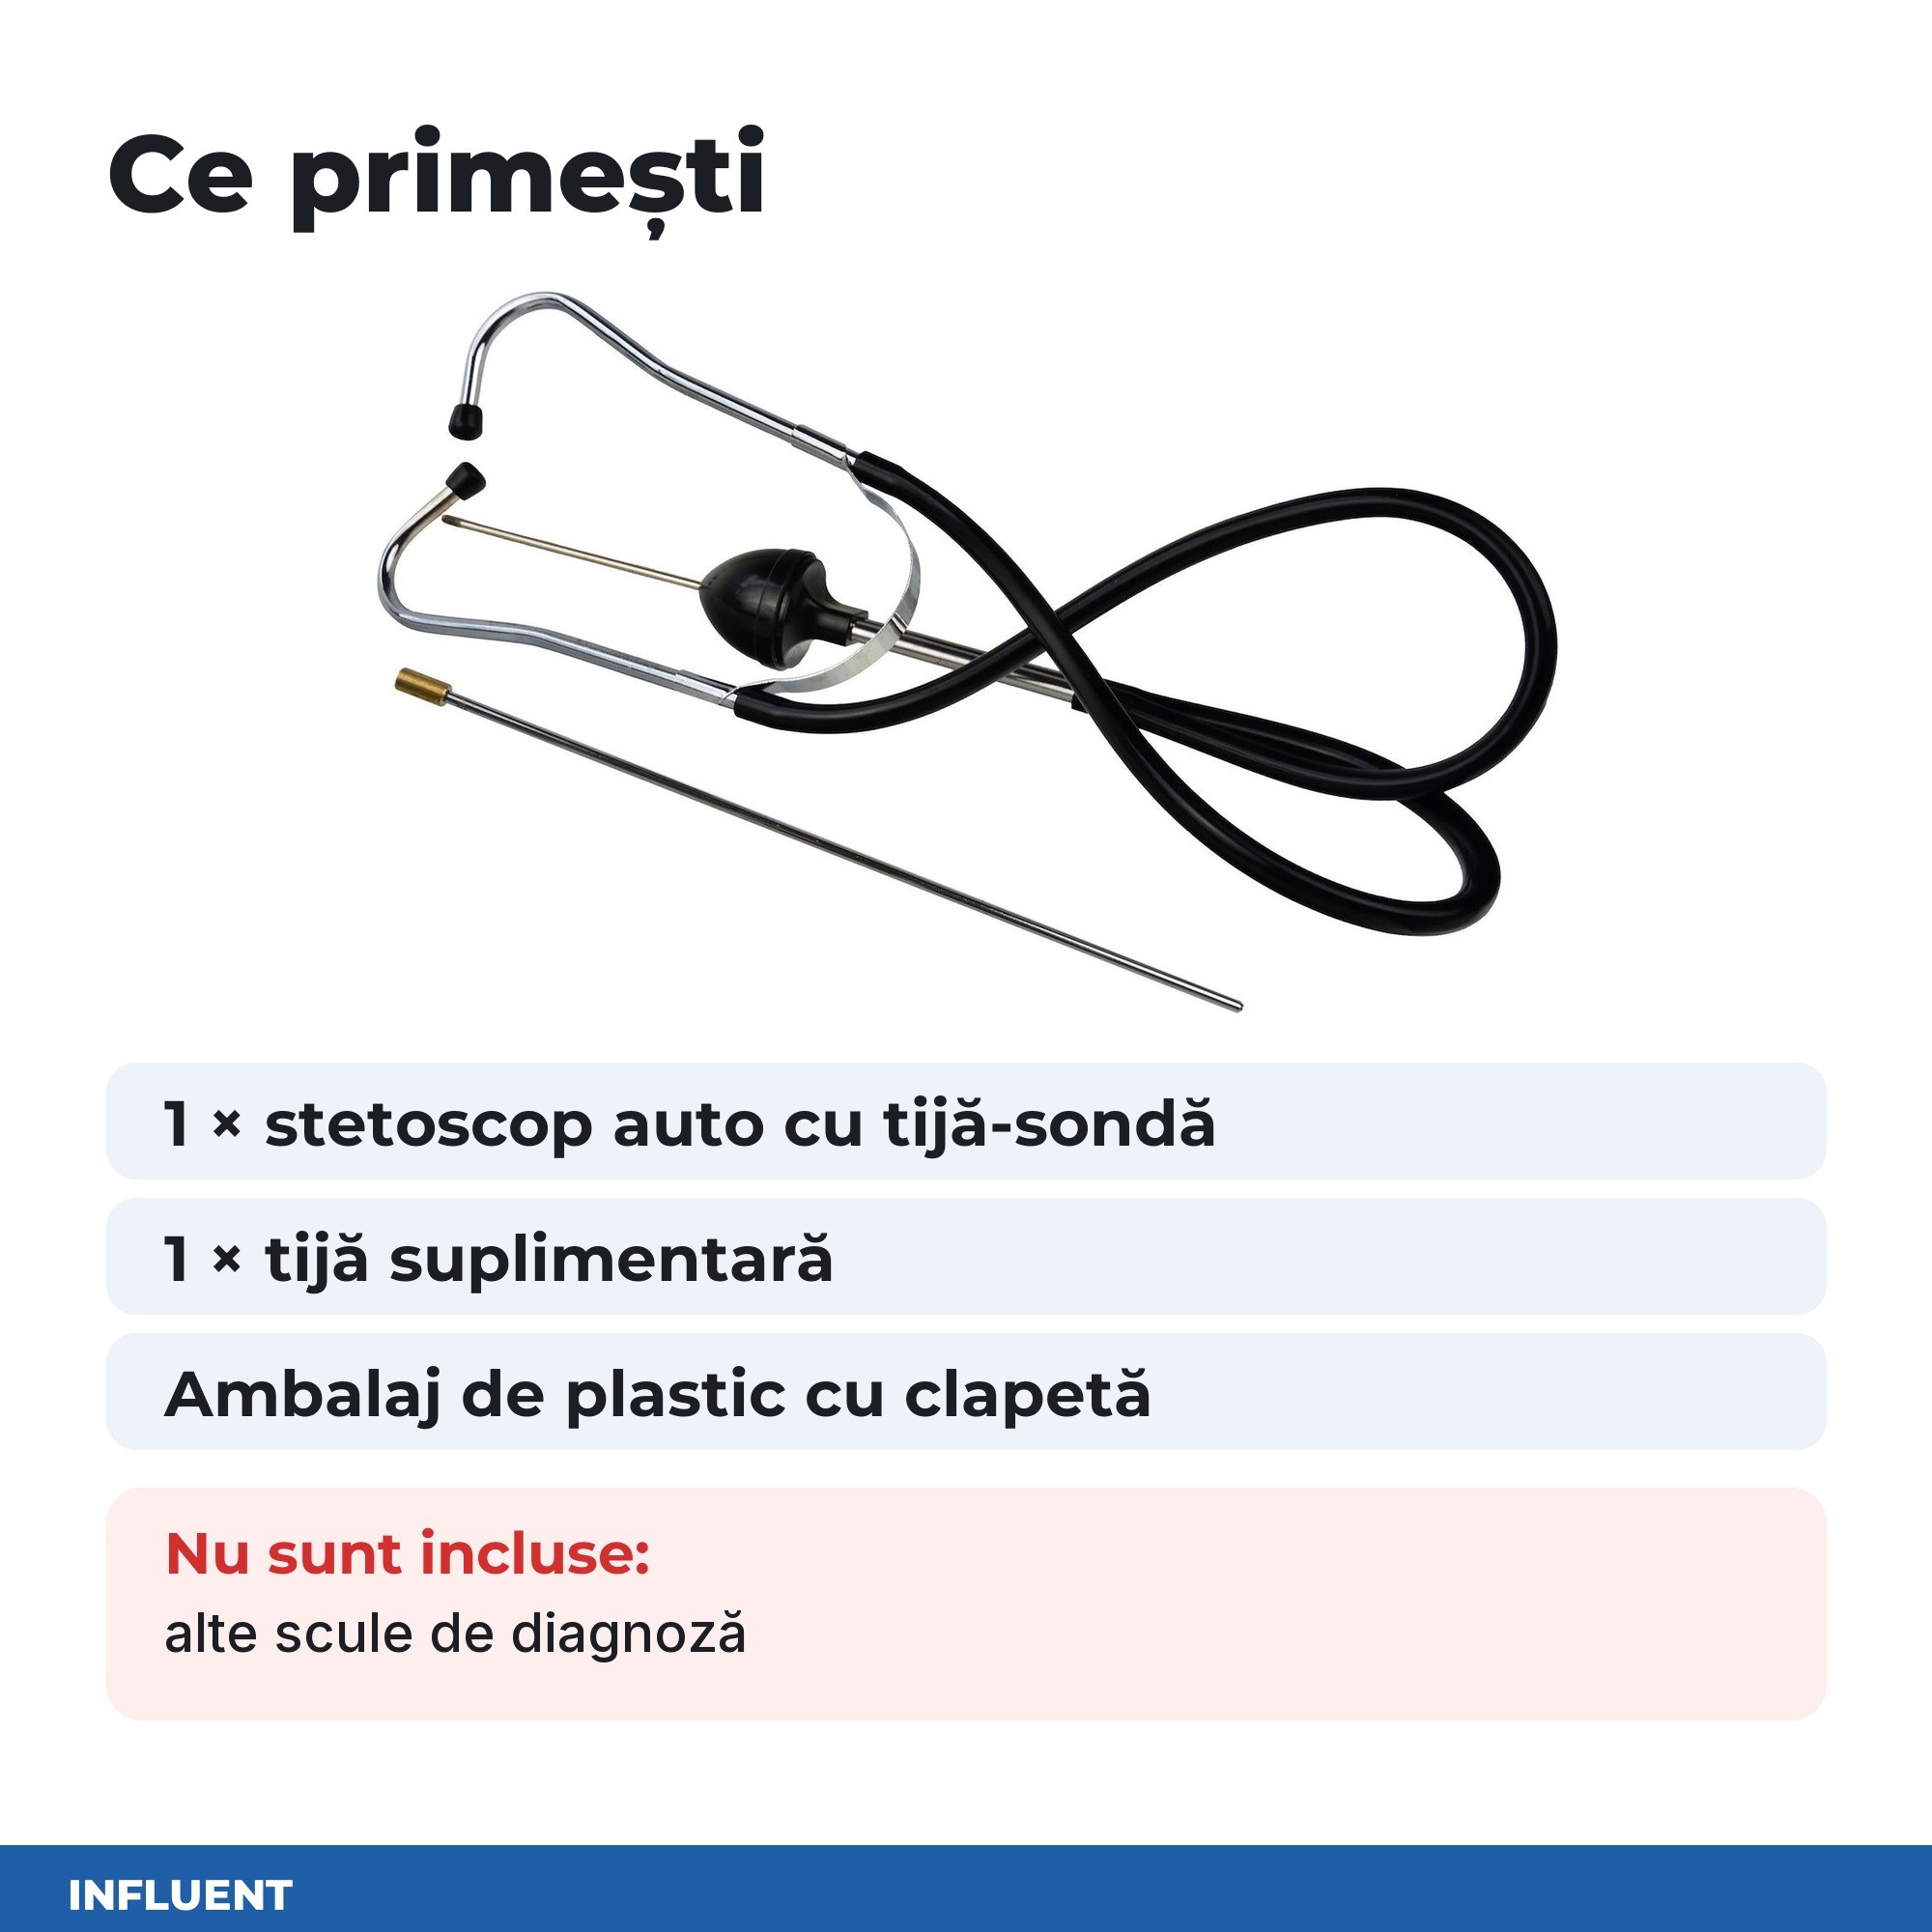 Ce primești
1 × stetoscop auto cu tijă-sondă
1 × tijă suplimentară
Ambalaj de plastic cu clapetă
Nu sunt incluse:
alte scule de diagnoză
INFLUENT